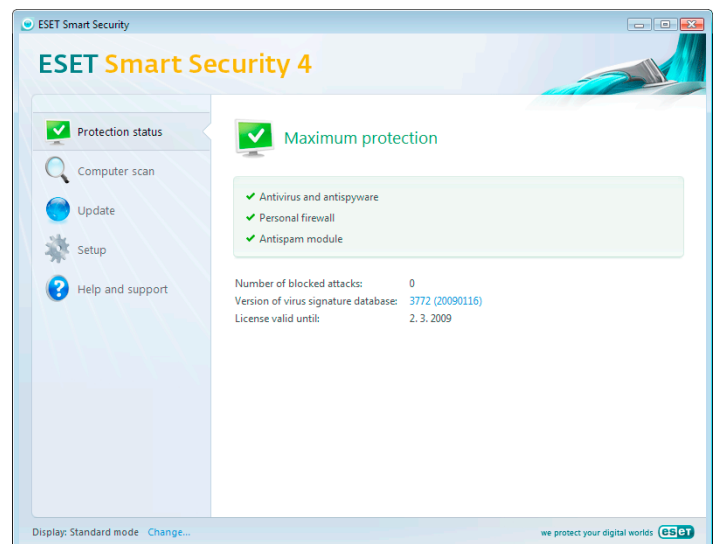 ESET Smart Security
ESET Smart Security 4
Protection status
Computer scan
Update
Setup
Help and support
Maximum protection
Antivirus and antispyware
Personal firewall
Antispam module
Number of blocked attacks: 0
Version of virus signature database: 3772 (20090116)
License valid until: 2. 3. 2009
Display: Standard mode Change...
we protect your digital worlds eset